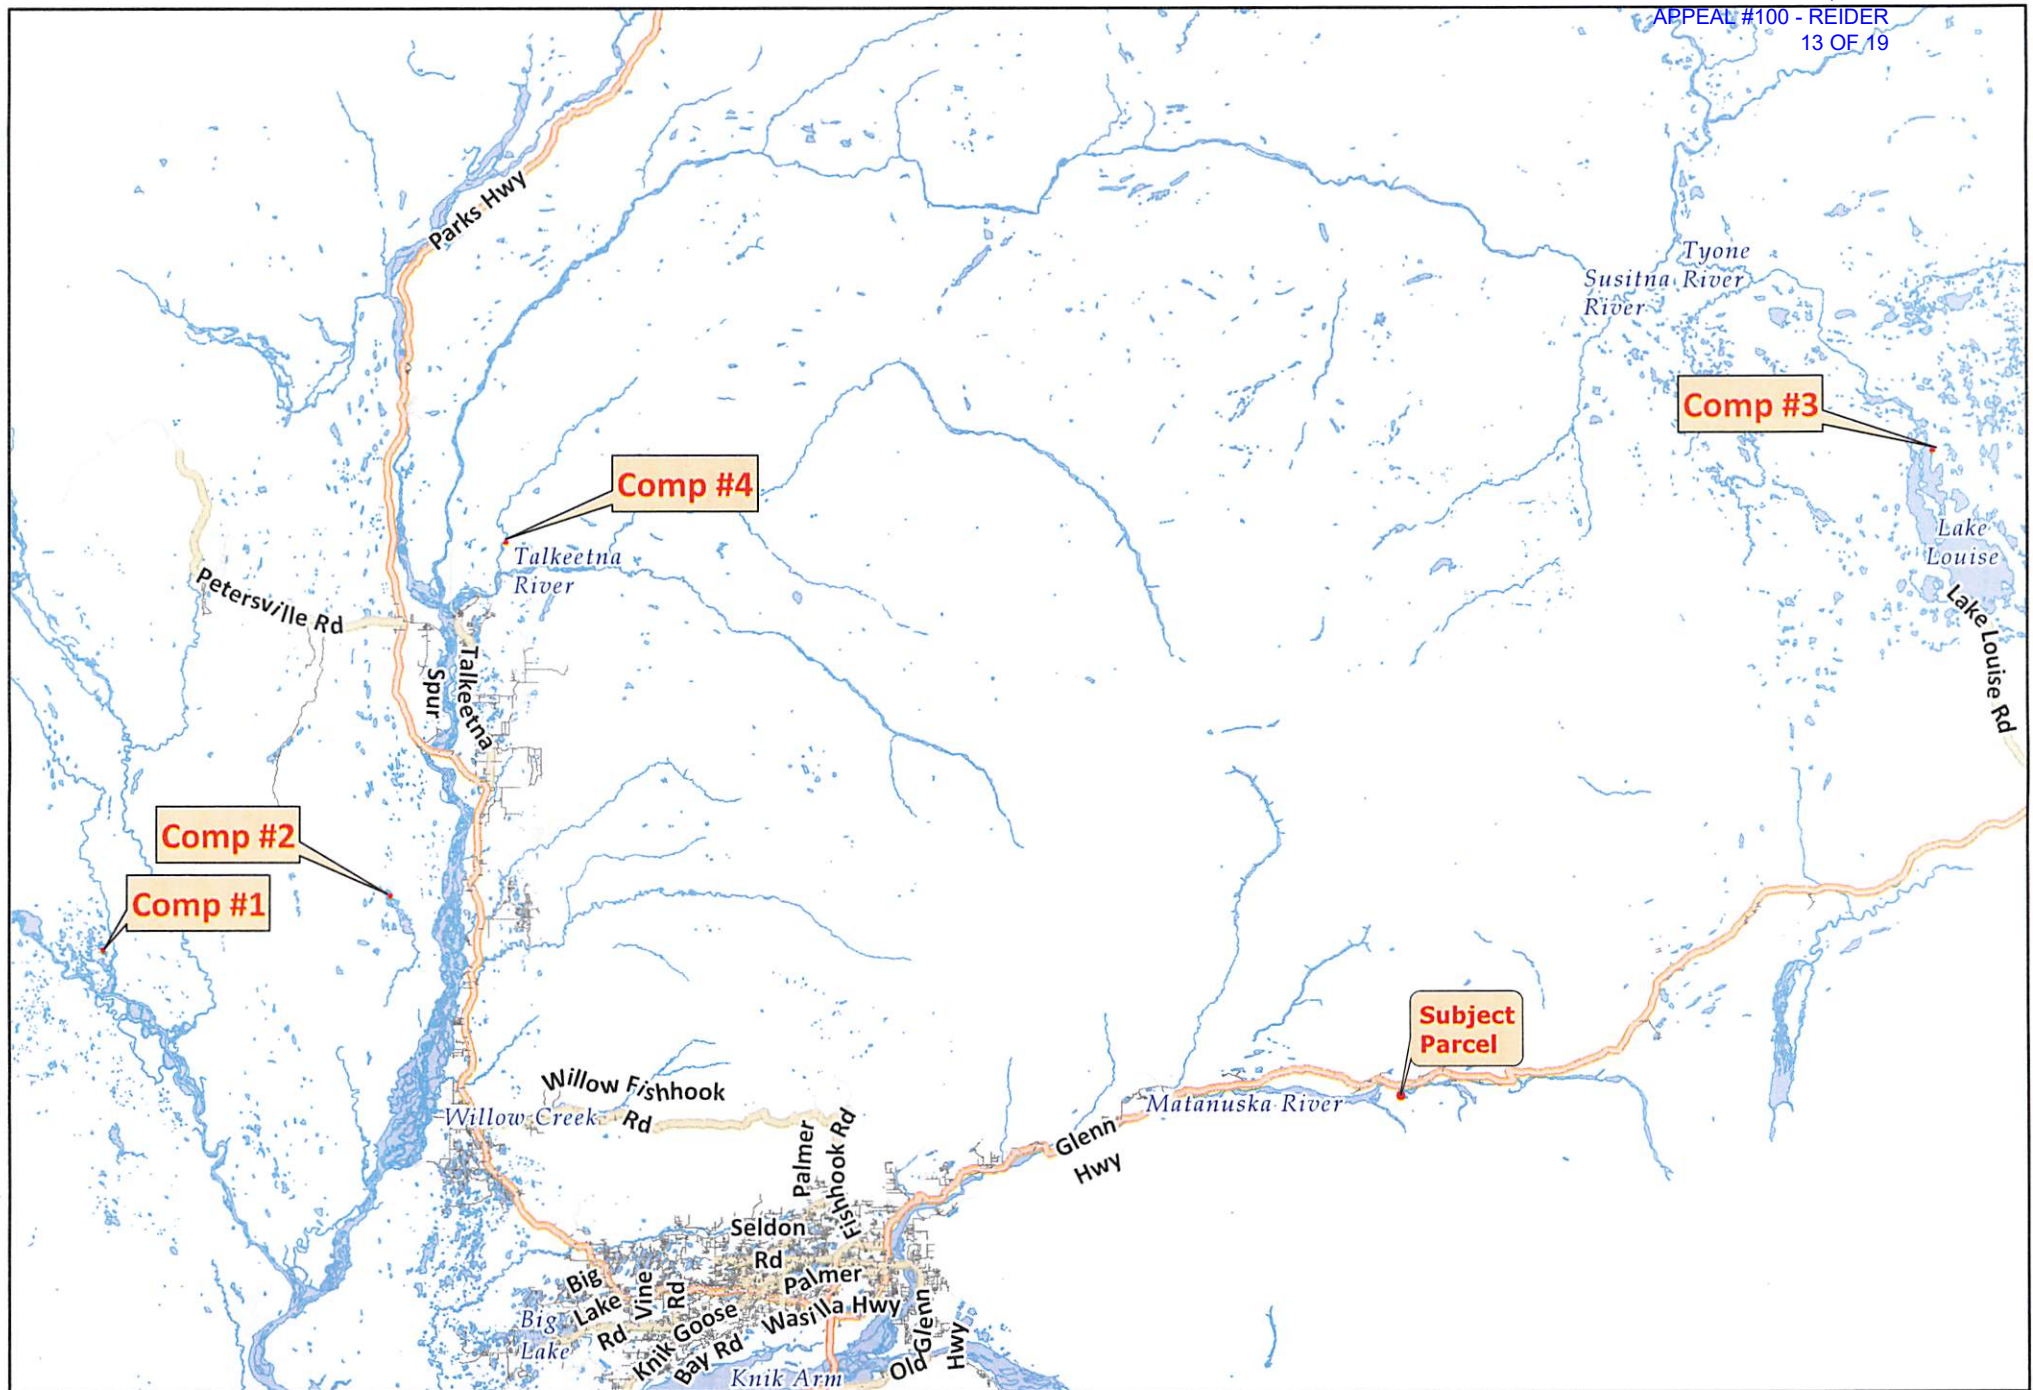 APPEAL #100 - REIDER
13 OF 19
Parks Hwy
Tyone
River
Susitna
River
Comp #3
Comp #4
Talkeetna
River
Lake
Louise
Petersville Rd
Lake Louise Rd
Talkeetna
Spur
Comp #2
Comp #1
Subject
Parcel
Willow Fishhook
Rd
Willow Creek
Matanuska River
Glenn
Hwy
Palmer
Fishhook Rd
Seldon
Rd
Big
Lake
Rd
Vine
Rd
Palmer
Wasilla Hwy
Knik Goose
Bay Rd
Big
Lake
Old Glenn
Hwy
Knik Arm